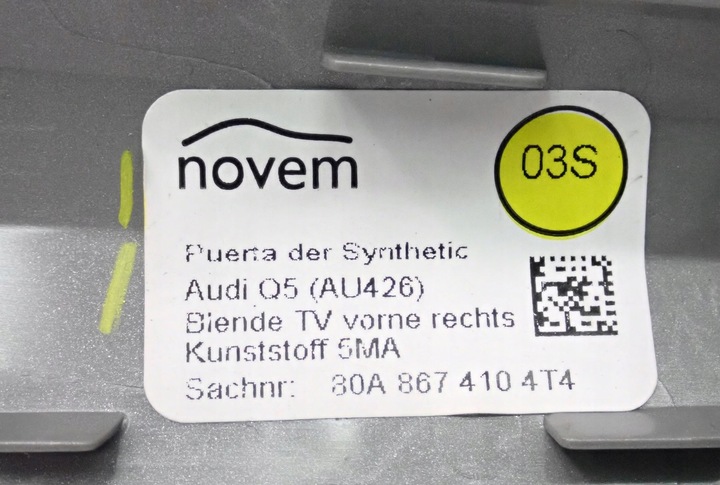 novem
03S
Puerta der Synthetic
Audi Q5 (AU426)
Blende TV vorne rechts
Kunststoff 5MA
Sachnr: 80A 867 410 4T4